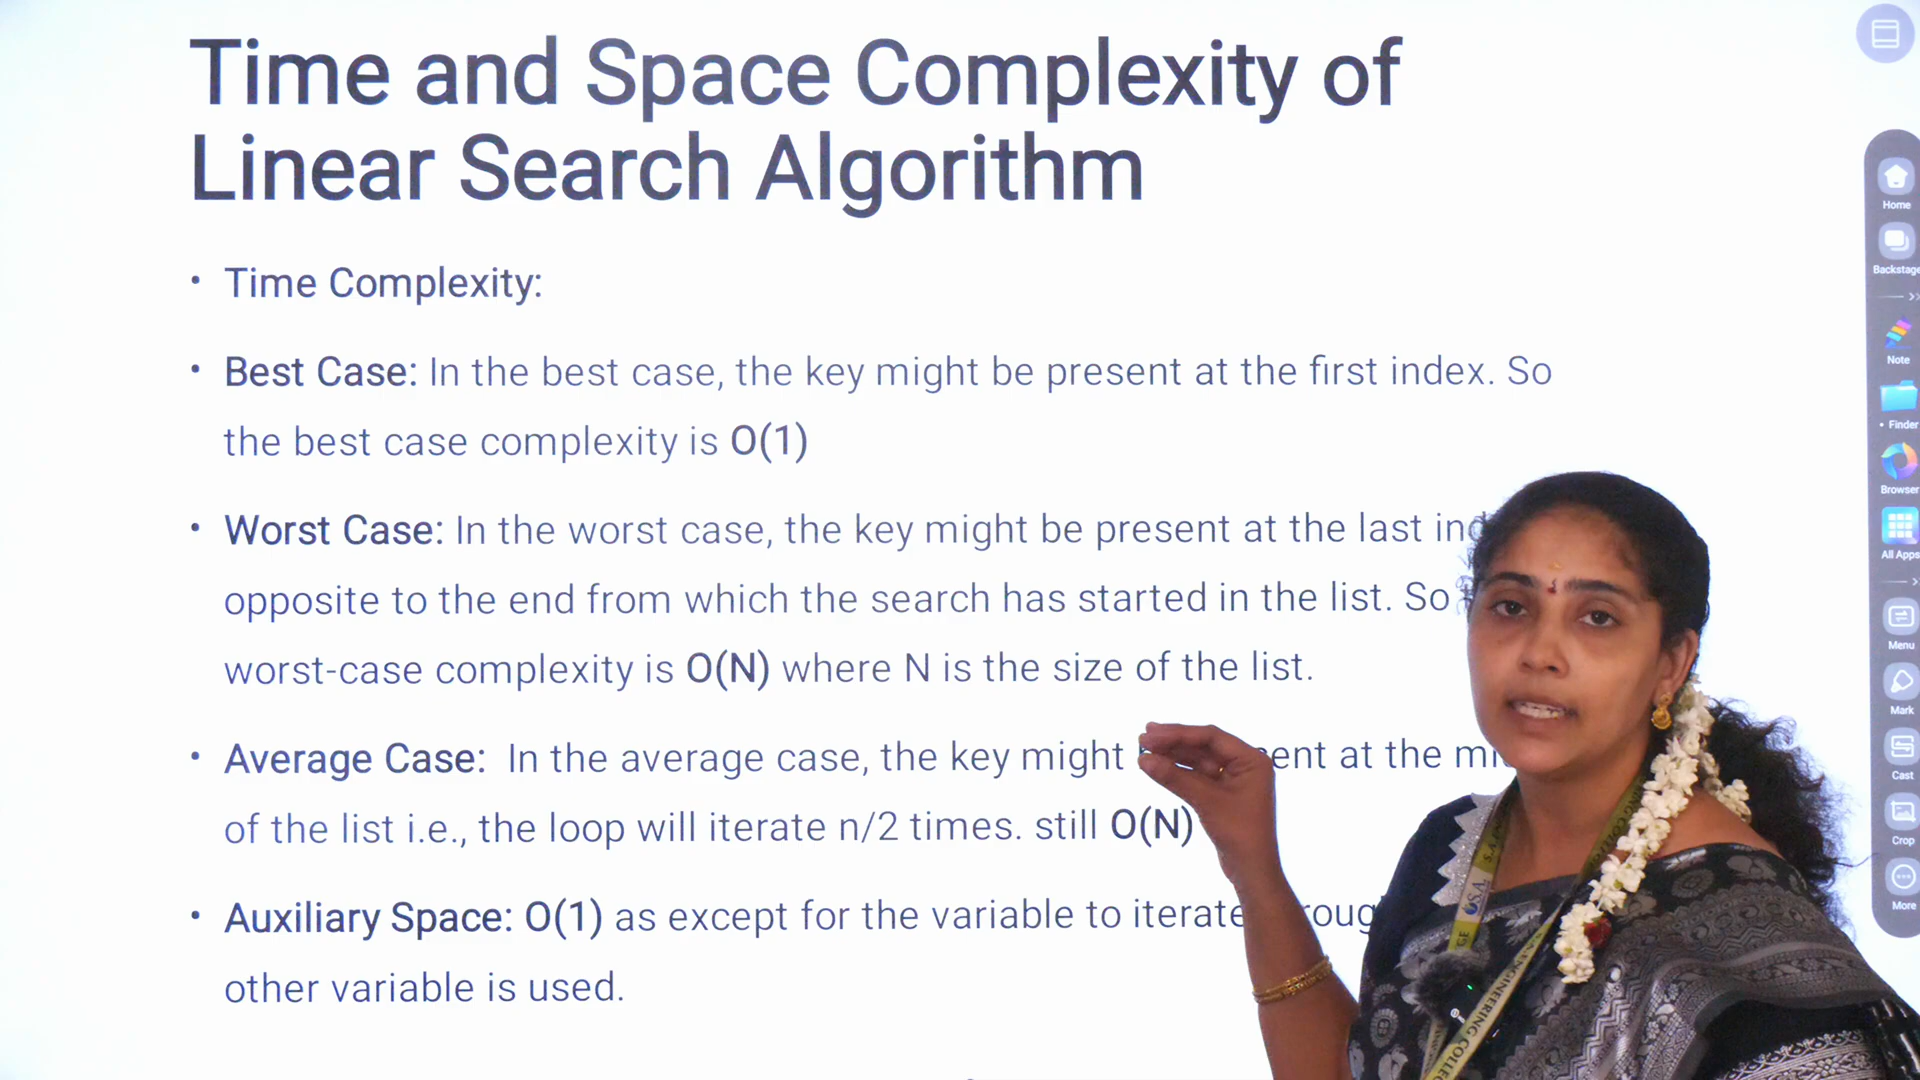 Time and Space Complexity of
Linear Search Algorithm
• Time Complexity:
• Best Case: In the best case, the key might be present at the first index. So
the best case complexity is O(1)
• Worst Case: In the worst case, the key might be present at the last
opposite to the end from which the search has started in the list. So
worst-case complexity is O(N) where N is the size of the list.
• Average Case: In the average case, the key might at the
of the list i.e., the loop will iterate n/2 times. still O(N)
• Auxiliary Space: O(1) as except for the variable to iterate
other variable is used.
Home
Backstage
Note
• Finder
Browser
All Apps
Menu
Mark
Cast
Crop
More
ENGINEERING COLLEGE